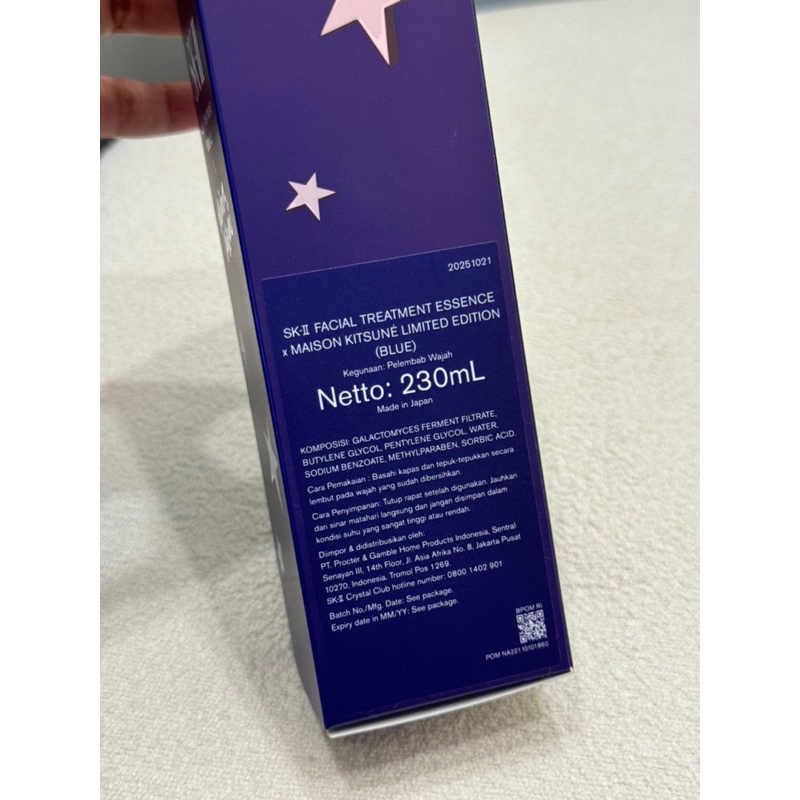 20251021
SK-II FACIAL TREATMENT ESSENCE
x MAISON KITSUNÉ LIMITED EDITION
(BLUE)
Kegunaan: Pelembab Wajah
Netto: 230mL
Made in Japan
KOMPOSISI: GALACTOMYCES FERMENT FILTRATE,
BUTYLENE GLYCOL, PENTYLENE GLYCOL, WATER,
SODIUM BENZOATE, METHYLPARABEN, SORBIC ACID.
Cara Pemakaian : Basahi kapas dan tepuk-tepukkan secara
lembut pada wajah yang sudah dibersihkan.
Cara Penyimpanan: Tutup rapat setelah digunakan. Jauhkan
dari sinar matahari langsung dan jangan disimpan dalam
kondisi suhu yang sangat tinggi atau rendah.
Diimpor & didistribusikan oleh:
PT. Procter & Gamble Home Products Indonesia, Sentral
Senayan III, 14th Floor, Jl. Asia Afrika No. 8, Jakarta Pusat
10270, Indonesia. Tromol Pos 1269.
SK-II Crystal Club hotline number: 0800 1402 901
Batch No./Mfg. Date: See package.
Expiry date in MM/YY: See package.
BPOM RI
POM NA22110101860